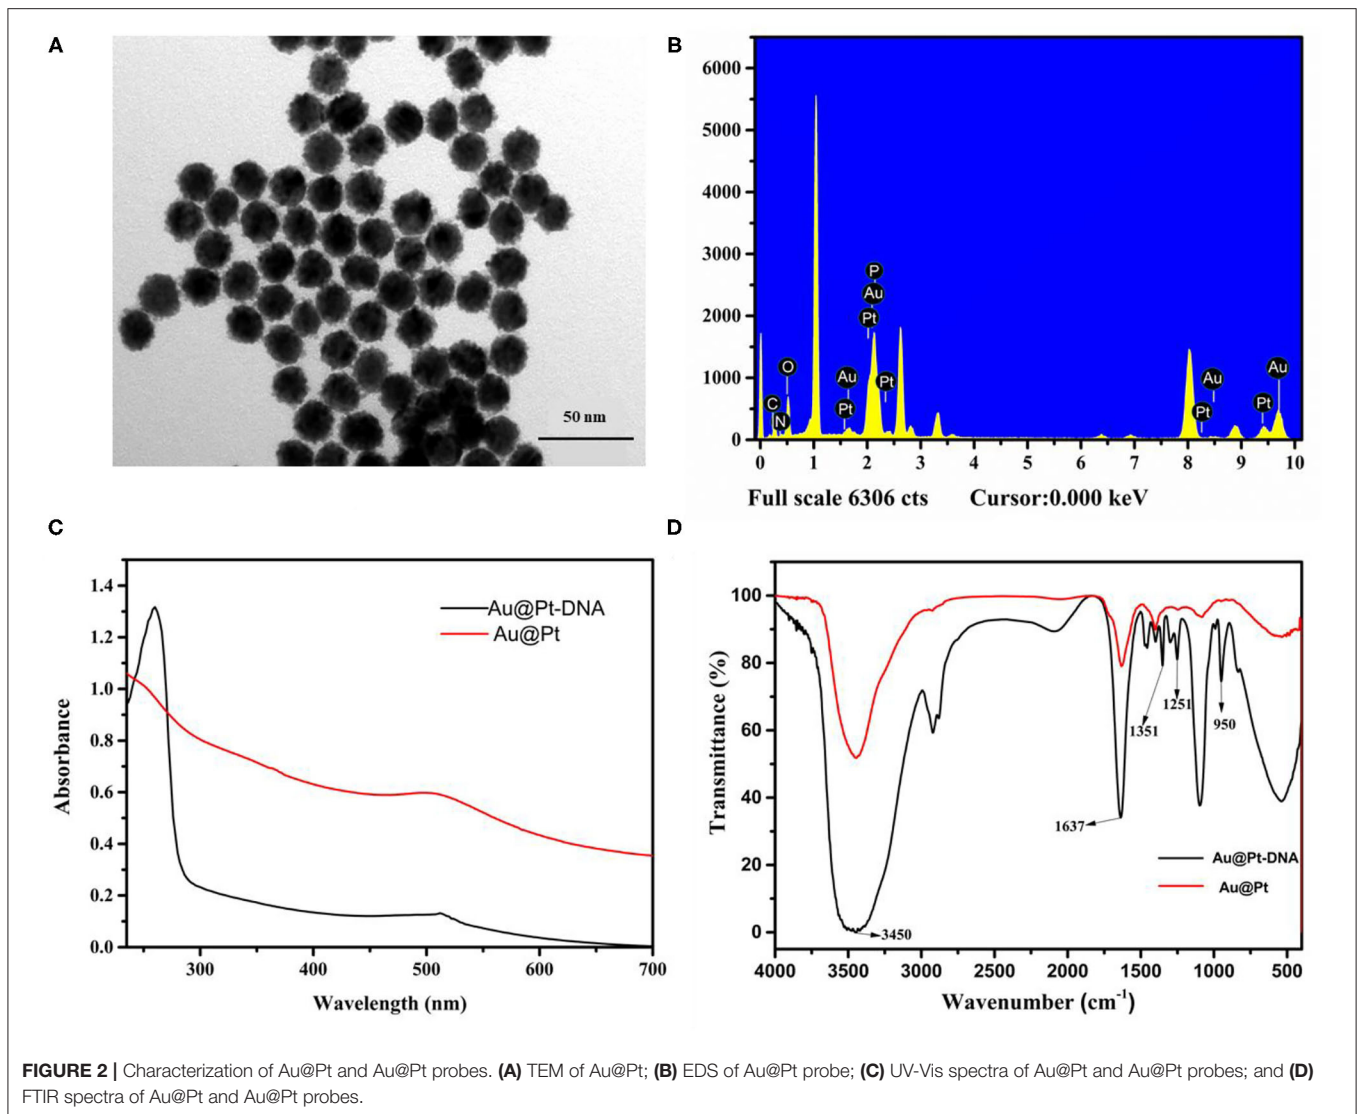 A
50 nm
B
6000
5000
4000
3000
2000
1000
0
P
Au
Pt
O
C
N
Au
Pt
Pt
Au
Pt
Au
Pt
0 1 2 3 4 5 6 7 8 9 10
Full scale 6306 cts Cursor:0.000 keV
C
Absorbance
1.4
1.2
1.0
0.8
0.6
0.4
0.2
0.0
Au@Pt-DNA
Au@Pt
300 400 500 600 700
Wavelength (nm)
D
Transmittance (%)
100
80
60
40
20
0
1351
1251
950
1637
3450
Au@Pt-DNA
Au@Pt
4000 3500 3000 2500 2000 1500 1000 500
Wavenumber (cm-1)
FIGURE 2 | Characterization of Au@Pt and Au@Pt probes. (A) TEM of Au@Pt; (B) EDS of Au@Pt probe; (C) UV-Vis spectra of Au@Pt and Au@Pt probes; and (D)
FTIR spectra of Au@Pt and Au@Pt probes.